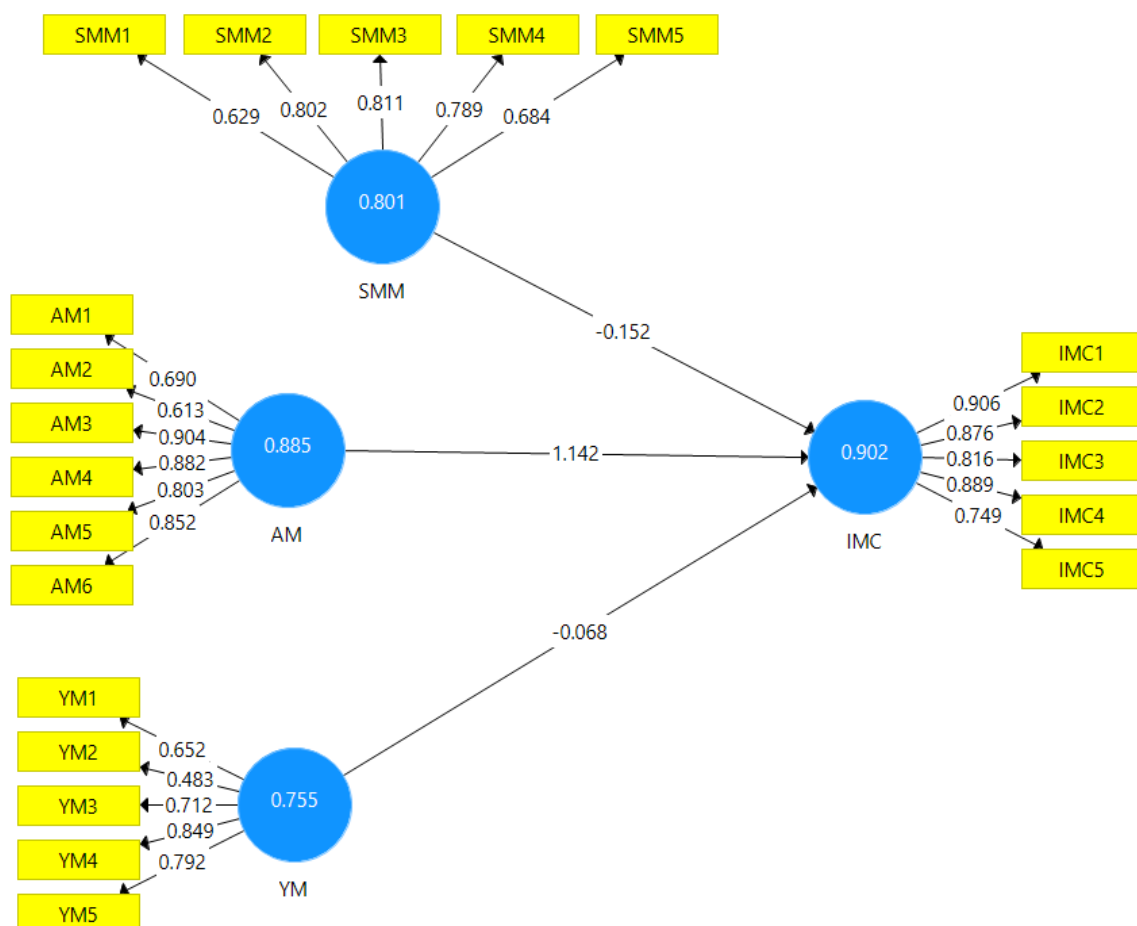 SMM1 SMM2 SMM3 SMM4 SMM5
0.629 0.802 0.811 0.789 0.684
0.801
SMM
-0.152
AM1
AM2
AM3
AM4
AM5
AM6
0.690
0.613
0.904
0.882
0.803
0.852
0.885
AM
1.142
IMC1
IMC2
IMC3
IMC4
IMC5
0.906
0.876
0.816
0.889
0.749
0.902
IMC
-0.068
YM1
YM2
YM3
YM4
YM5
0.652
0.483
0.712
0.849
0.792
0.755
YM